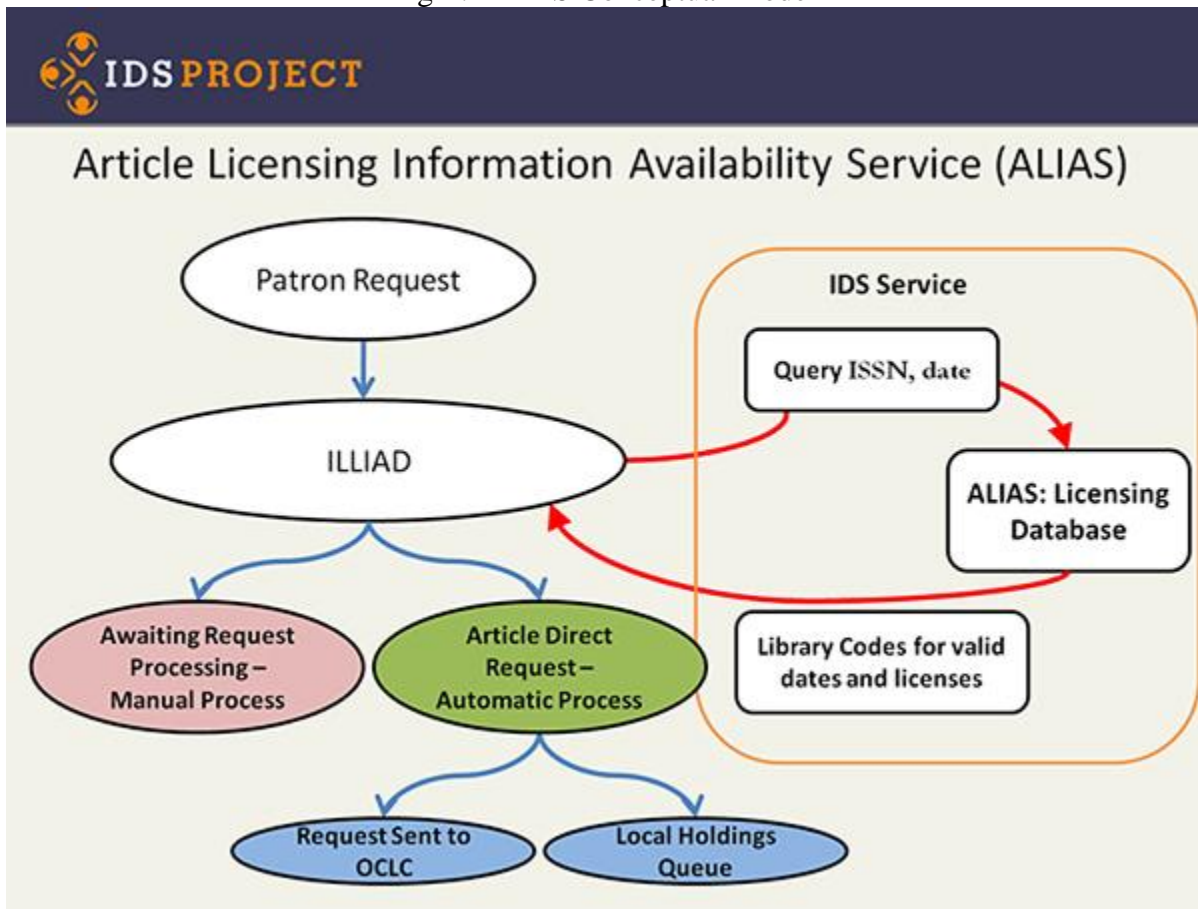 IDS PROJECT
Article Licensing Information Availability Service (ALIAS)
Patron Request
IDS Service
Query ISSN, date
ILLIAD
ALIAS: Licensing
Database
Awaiting Request
Processing –
Manual Process
Article Direct
Request –
Automatic Process
Library Codes for valid
dates and licenses
Request Sent to
OCLC
Local Holdings
Queue